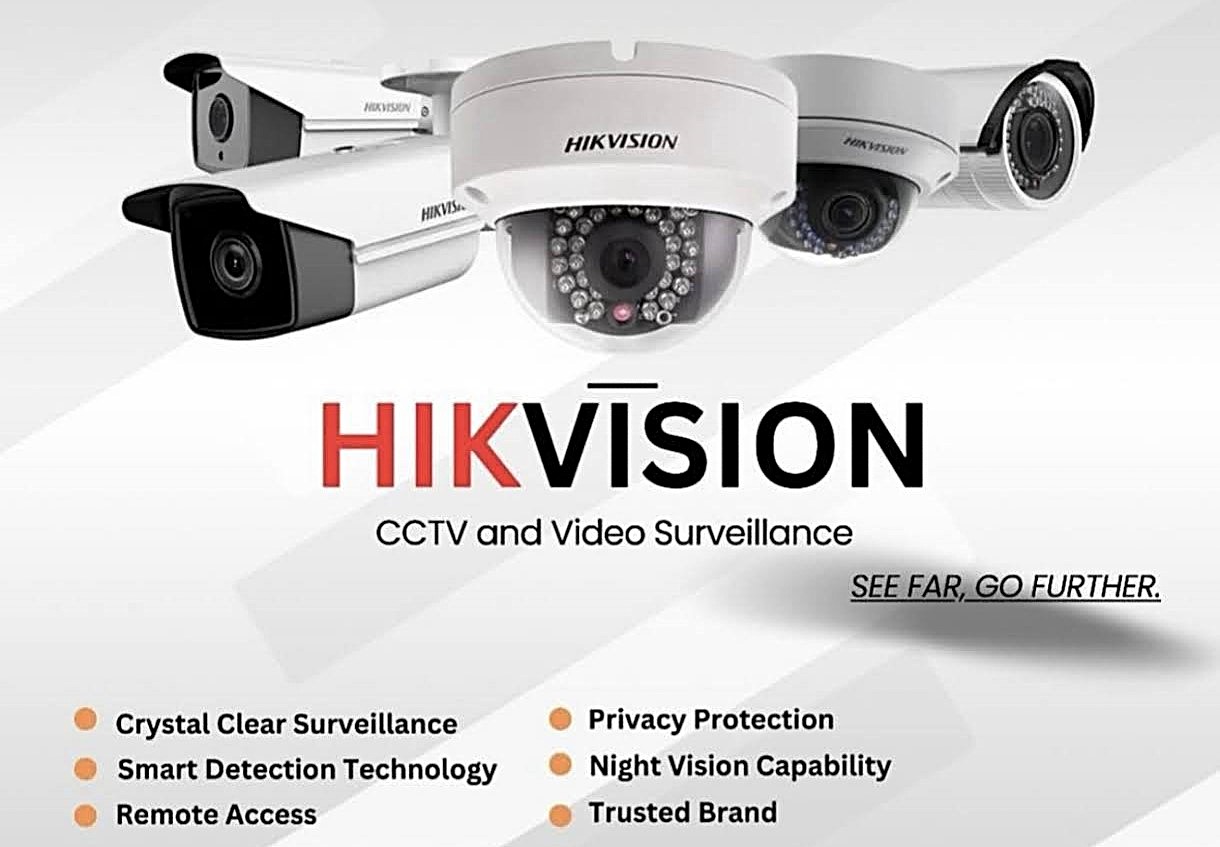 HIKVISION
HIKVISION
HIKVISION
HIKVISION
CCTV and Video Surveillance
SEE FAR, GO FURTHER.
Crystal Clear Surveillance
Smart Detection Technology
Remote Access
Privacy Protection
Night Vision Capability
Trusted Brand